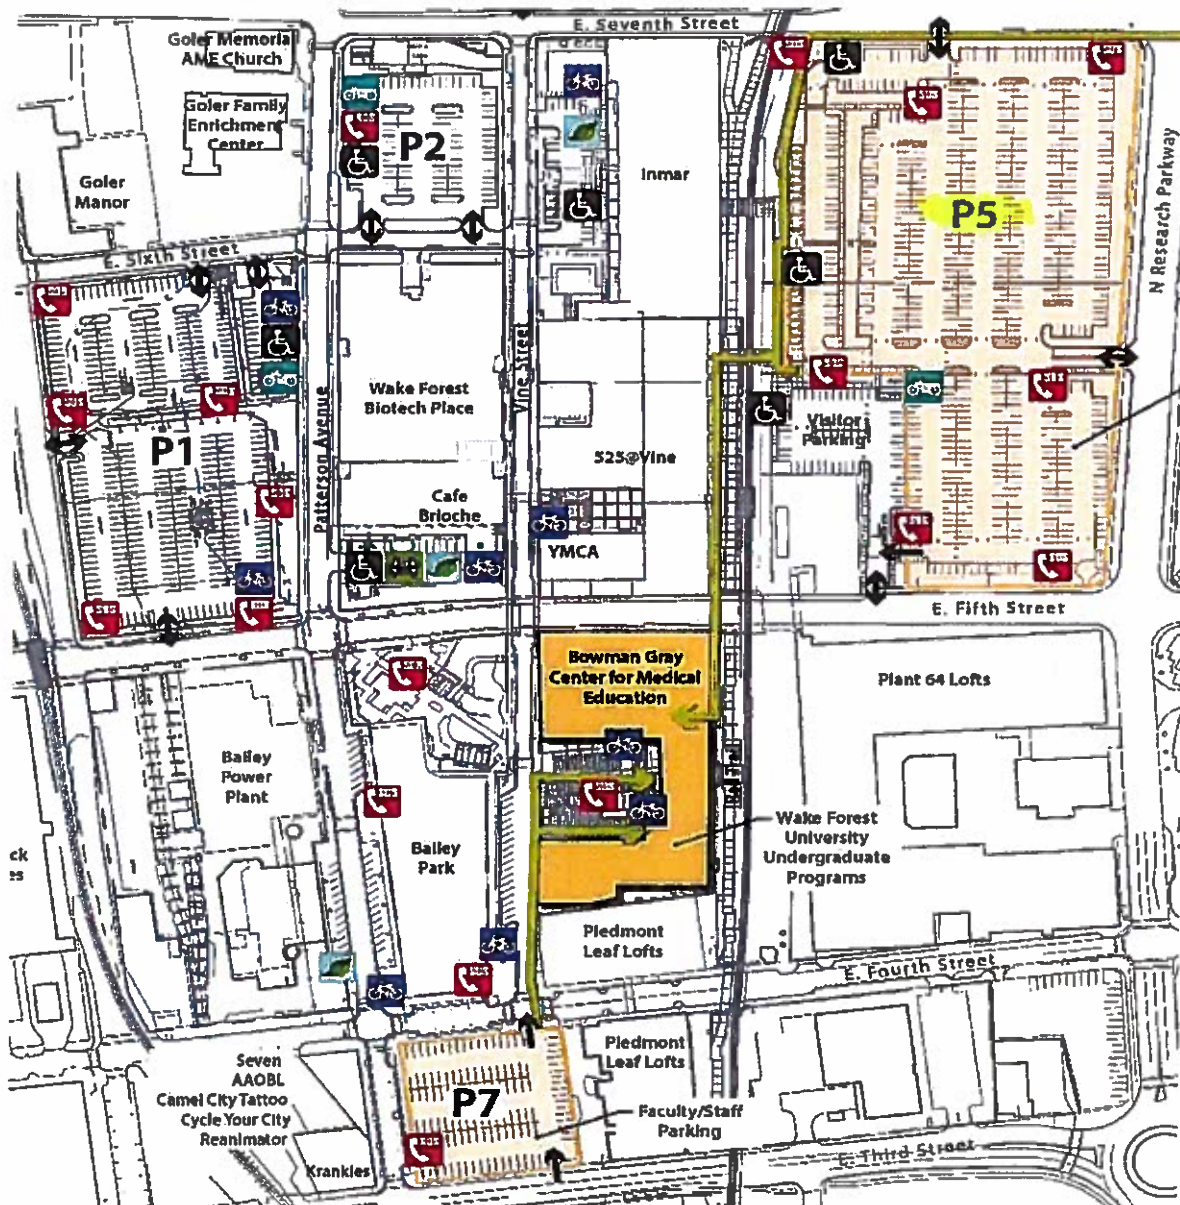 E. Seventh Street
Goler Memorial
AME Church
Goler Family
Enrichment
Center
Goler
Manor
P2
Inmar
P5
N Research Parkway
E. Sixth Street
Patterson Avenue
Vine Street
Wake Forest
Biotech Place
P1
525@Vine
Visitor
Parking
Cafe
Brioche
YMCA
E. Fifth Street
Bowman Gray
Center for Medical
Education
Plant 64 Lofts
Bailey
Power
Plant
Bailey
Park
Wake Forest
University
Undergraduate
Programs
ck
es
Piedmont
Leaf Lofts
E. Fourth Street
Seven
AAOBL
Camel City Tattoo
Cycle Your City
Reanimator
Krankies
P7
Piedmont
Leaf Lofts
Faculty/Staff
Parking
E. Third Street